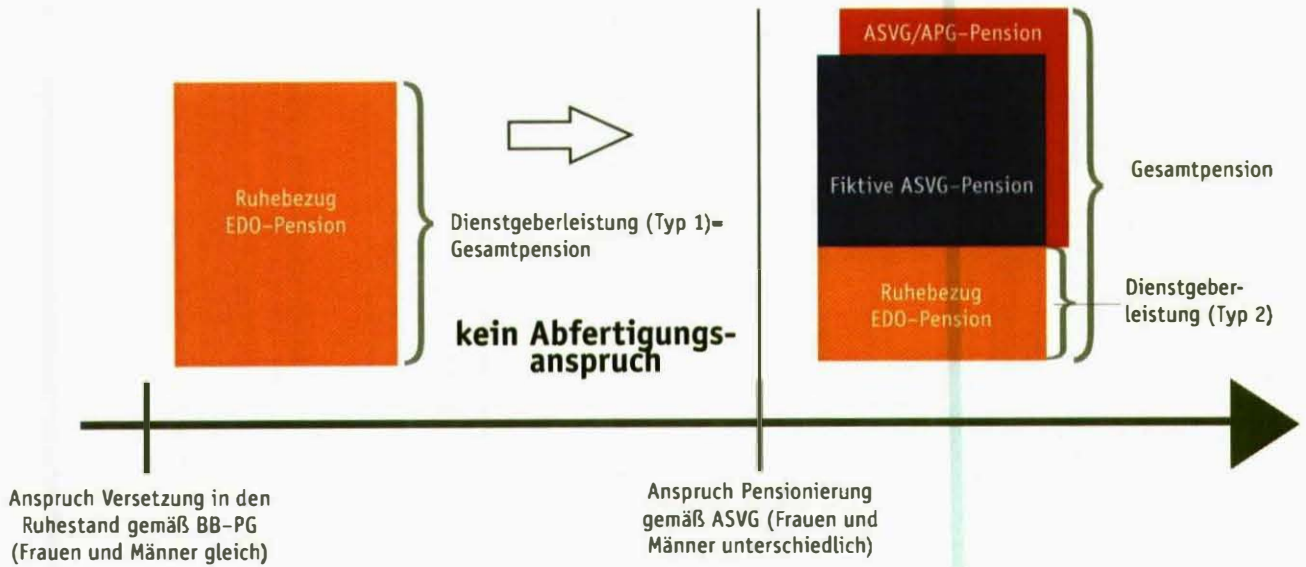 Ruhebezug
EDO-Pension
Dienstgeberleistung (Typ 1)=
Gesamtpension
kein Abfertigungs-
anspruch
ASVG/APG-Pension
Fiktive ASVG-Pension
Ruhebezug
EDO-Pension
Gesamtpension
Dienstgeber-
leistung (Typ 2)
Anspruch Versetzung in den
Ruhestand gemäß BB-PG
(Frauen und Männer gleich)
Anspruch Pensionierung
gemäß ASVG (Frauen und
Männer unterschiedlich)